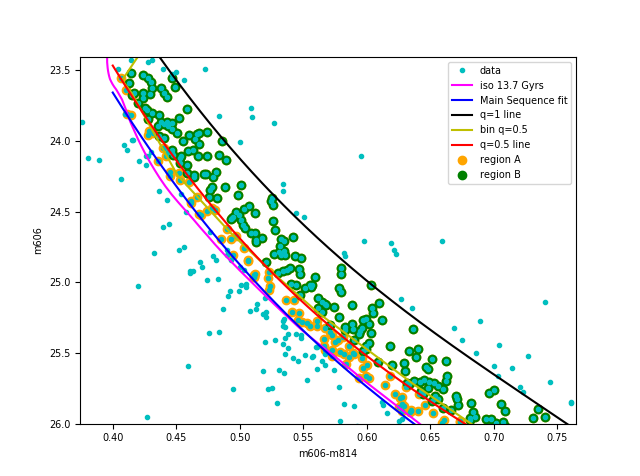 23.5
24.0
24.5
25.0
25.5
26.0
m606
data
iso 13.7 Gyrs
Main Sequence fit
q=1 line
bin q=0.5
q=0.5 line
region A
region B
0.40 0.45 0.50 0.55 0.60 0.65 0.70 0.75
m606-m814